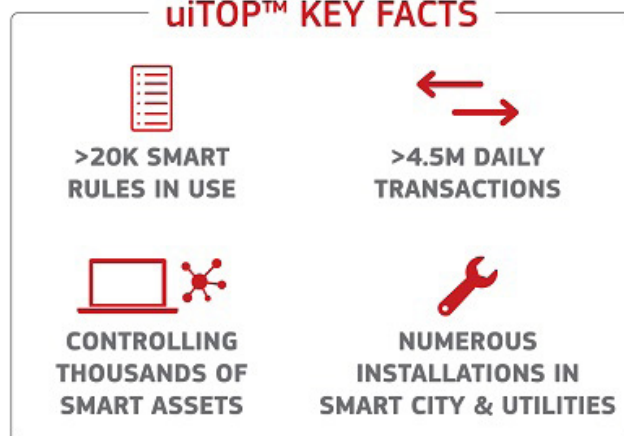 uiTOP™ KEY FACTS
>20K SMART
RULES IN USE
>4.5M DAILY
TRANSACTIONS
CONTROLLING
THOUSANDS OF
SMART ASSETS
NUMEROUS
INSTALLATIONS IN
SMART CITY & UTILITIES